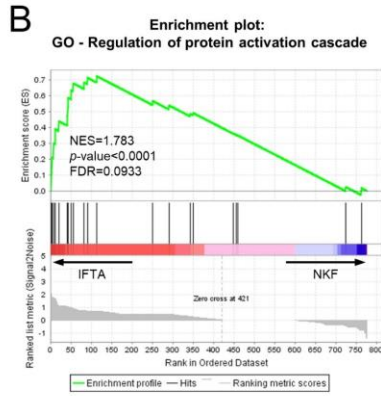 B
Enrichment plot:
GO - Regulation of protein activation cascade
Enrichment score (ES)
0.7
0.6
0.5
0.4
0.3
0.2
0.1
0.0
NES=1.783
p-value<0.0001
FDR=0.0933
IFTA
NKF
Ranked list metric (Signal2Noise)
5
4
3
2
1
0
-1
Zero cross at 421
0 50 100 150 200 250 300 350 400 450 500 550 600 650 700 750 800
Rank in Ordered Dataset
Enrichment profile Hits Ranking metric scores